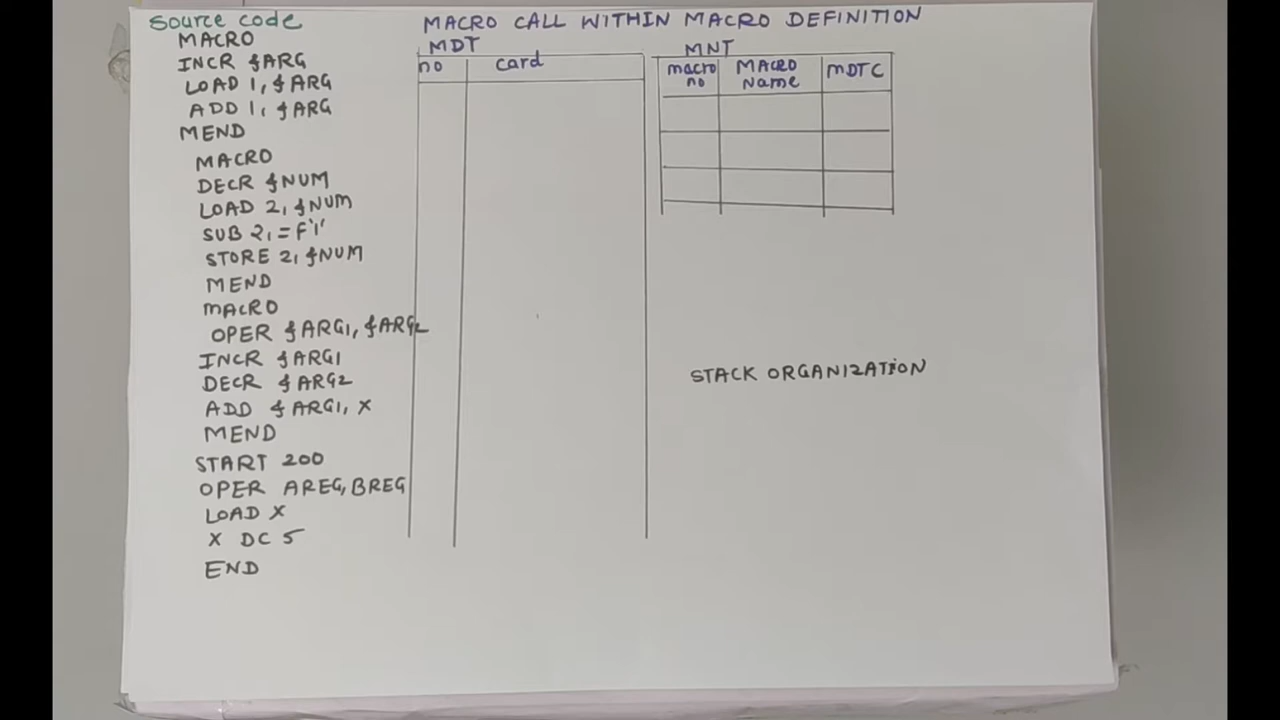 Source code
MACRO CALL WITHIN MACRO DEFINITION
MACRO
INCR &ARG
LOAD 1, &ARG
ADD 1, &ARG
MEND
MACRO
DECR &NUM
LOAD 2, &NUM
SUB 2, = F'1'
STORE 2, &NUM
MEND
MACRO
OPER &ARG1, &ARG2
INCR &ARG1
DECR &ARG2
ADD &ARG1, X
MEND
START 200
OPER AREG, BREG
LOAD X
X DC 5
END
MDT
no card
MNT
macro no MACRO Name MDTC
STACK ORGANIZATION